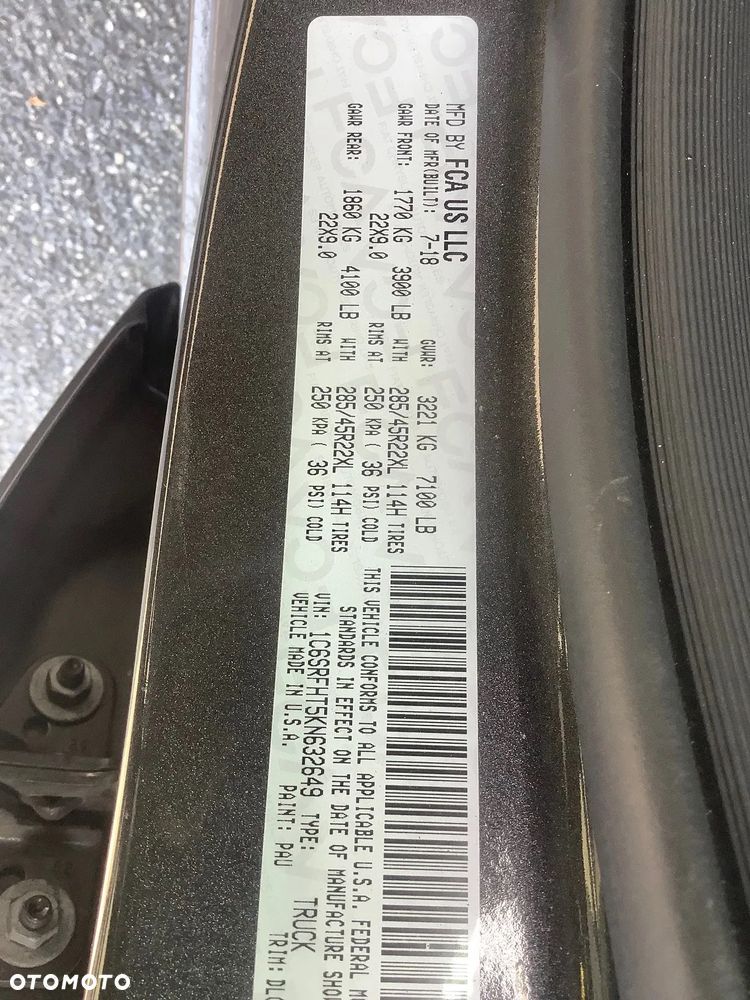 MFD BY FCA US LLC
DATE OF MFR(BUILT): 7-18 GVWR: 3221 KG 7100 LB
GAWR FRONT: 1770 KG 3900 LB WITH 285/45R22XL 114H TIRES
22X9.0 RIMS AT 250 KPA ( 36 PSI) COLD
GAWR REAR: 1860 KG 4100 LB WITH 285/45R22XL 114H TIRES
22X9.0 RIMS AT 250 KPA ( 36 PSI) COLD
THIS VEHICLE CONFORMS TO ALL APPLICABLE U.S.A. FEDERAL M
STANDARDS IN EFFECT ON THE DATE OF MANUFACTURE SHO
VIN: 1C6SRFHT5KN632649 TYPE: TRUCK
VEHICLE MADE IN U.S.A. PAINT: PAU TRIM:
OTOMOTO